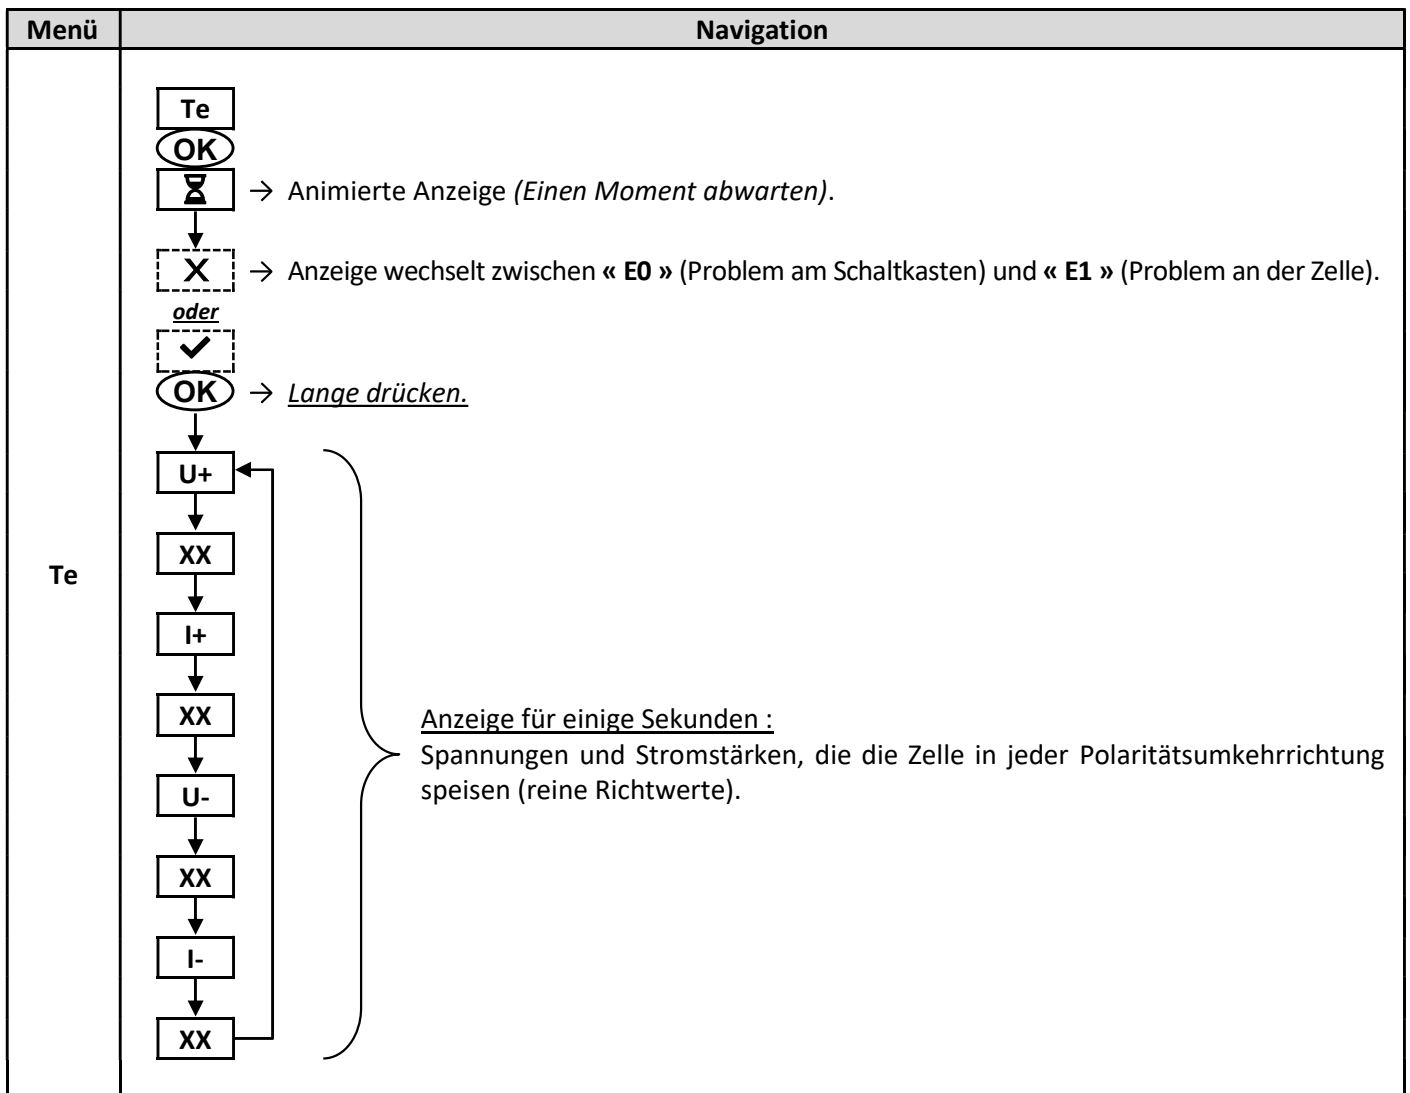 Menü Navigation
Te
OK
→ Animierte Anzeige (Einen Moment abwarten).
X → Anzeige wechselt zwischen « E0 » (Problem am Schaltkasten) und « E1 » (Problem an der Zelle).
oder
✔
OK → Lange drücken.
U+
XX
Te
I+
XX
Anzeige für einige Sekunden :
Spannungen und Stromstärken, die die Zelle in jeder Polaritätsumkehrrichtung
speisen (reine Richtwerte).
U-
XX
I-
XX